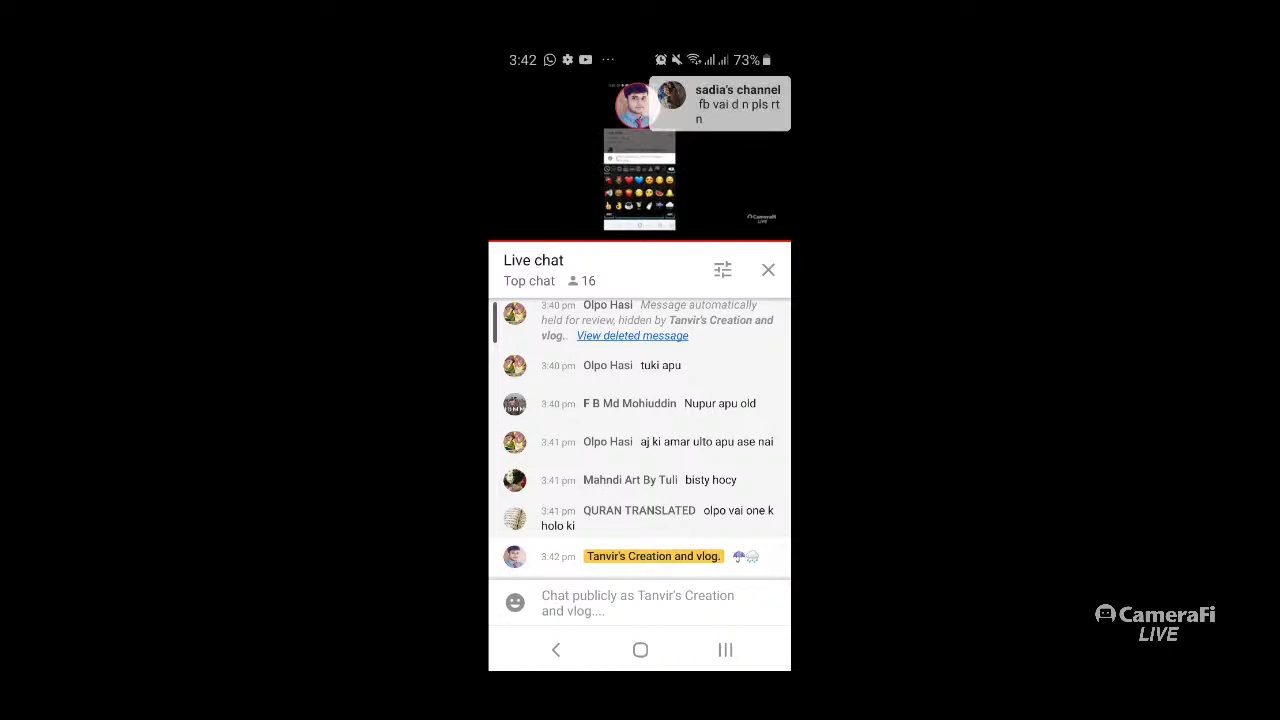 3:42 73%
sadia's channel
fb vai d n pls rt
n
CameraFi
LIVE
Live chat
Top chat 16
3:40 pm Olpo Hasi Message automatically
held for review, hidden by Tanvir's Creation and
vlog.. View deleted message
3:40 pm Olpo Hasi tuki apu
3:40 pm F B Md Mohiuddin Nupur apu old
3:41 pm Olpo Hasi aj ki amar ulto apu ase nai
3:41 pm Mahndi Art By Tuli bisty hocy
3:41 pm QURAN TRANSLATED olpo vai one k
holo ki
3:42 pm Tanvir's Creation and vlog. ☂🌧
Chat publicly as Tanvir's Creation
and vlog....
CameraFi
LIVE